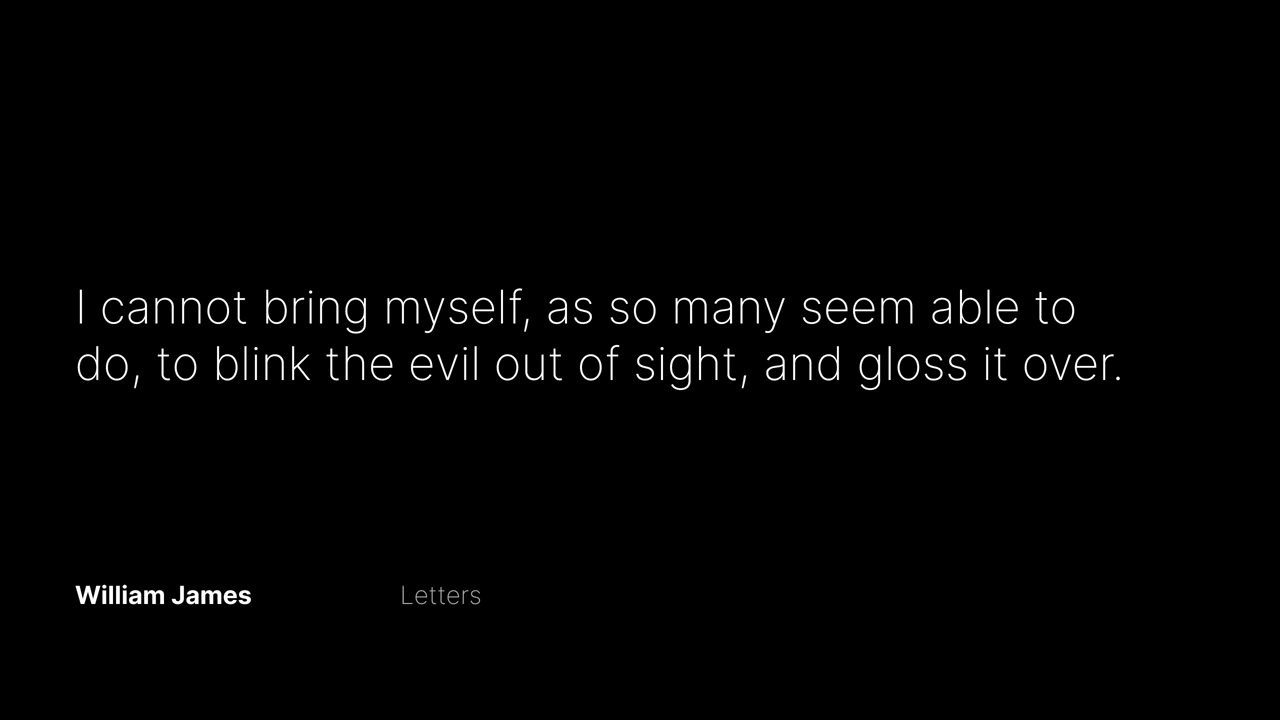 I cannot bring myself, as so many seem able to
do, to blink the evil out of sight, and gloss it over.
William James
Letters